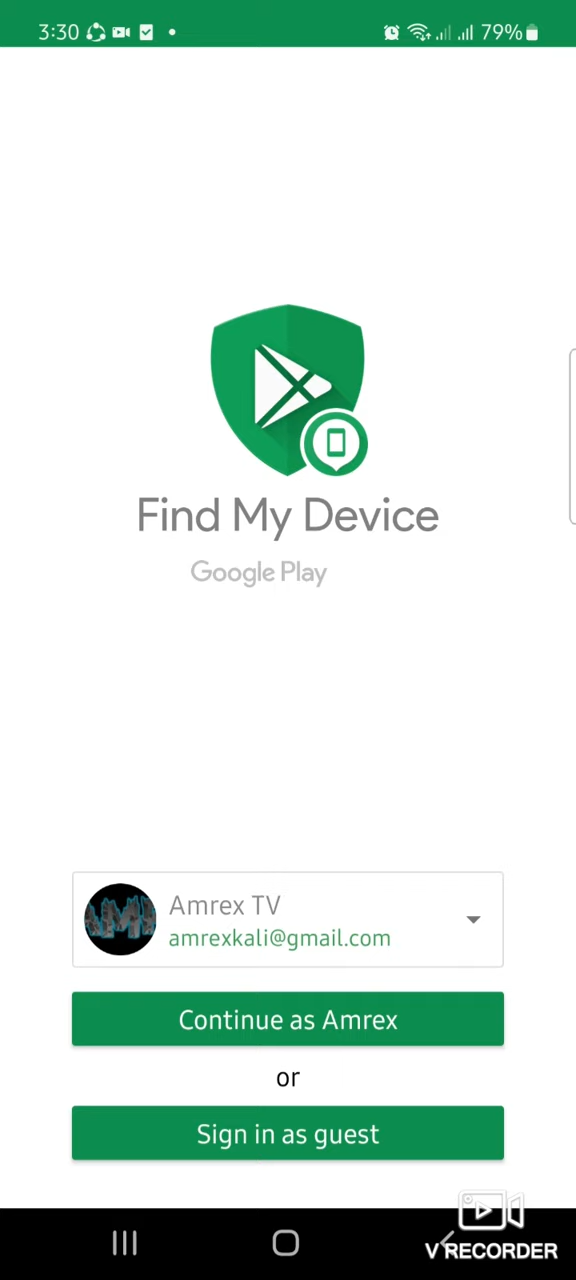 3:30
79%
Find My Device
Google Play
Amrex TV
amrexkali@gmail.com
Continue as Amrex
or
Sign in as guest
V RECORDER